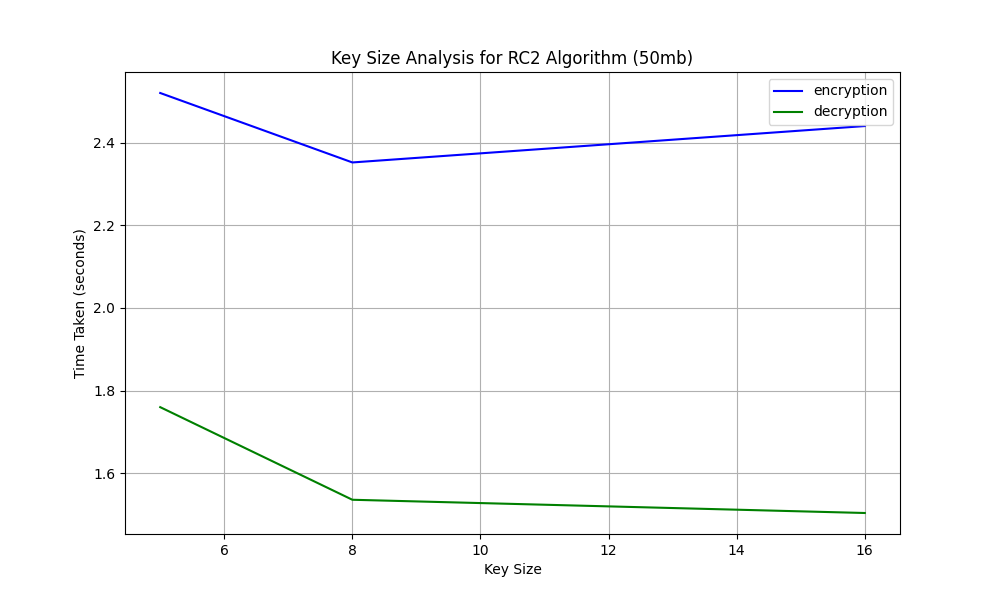 Key Size Analysis for RC2 Algorithm (50mb)
encryption
decryption
Time Taken (seconds)
2.4
2.2
2.0
1.8
1.6
6 8 10 12 14 16
Key Size